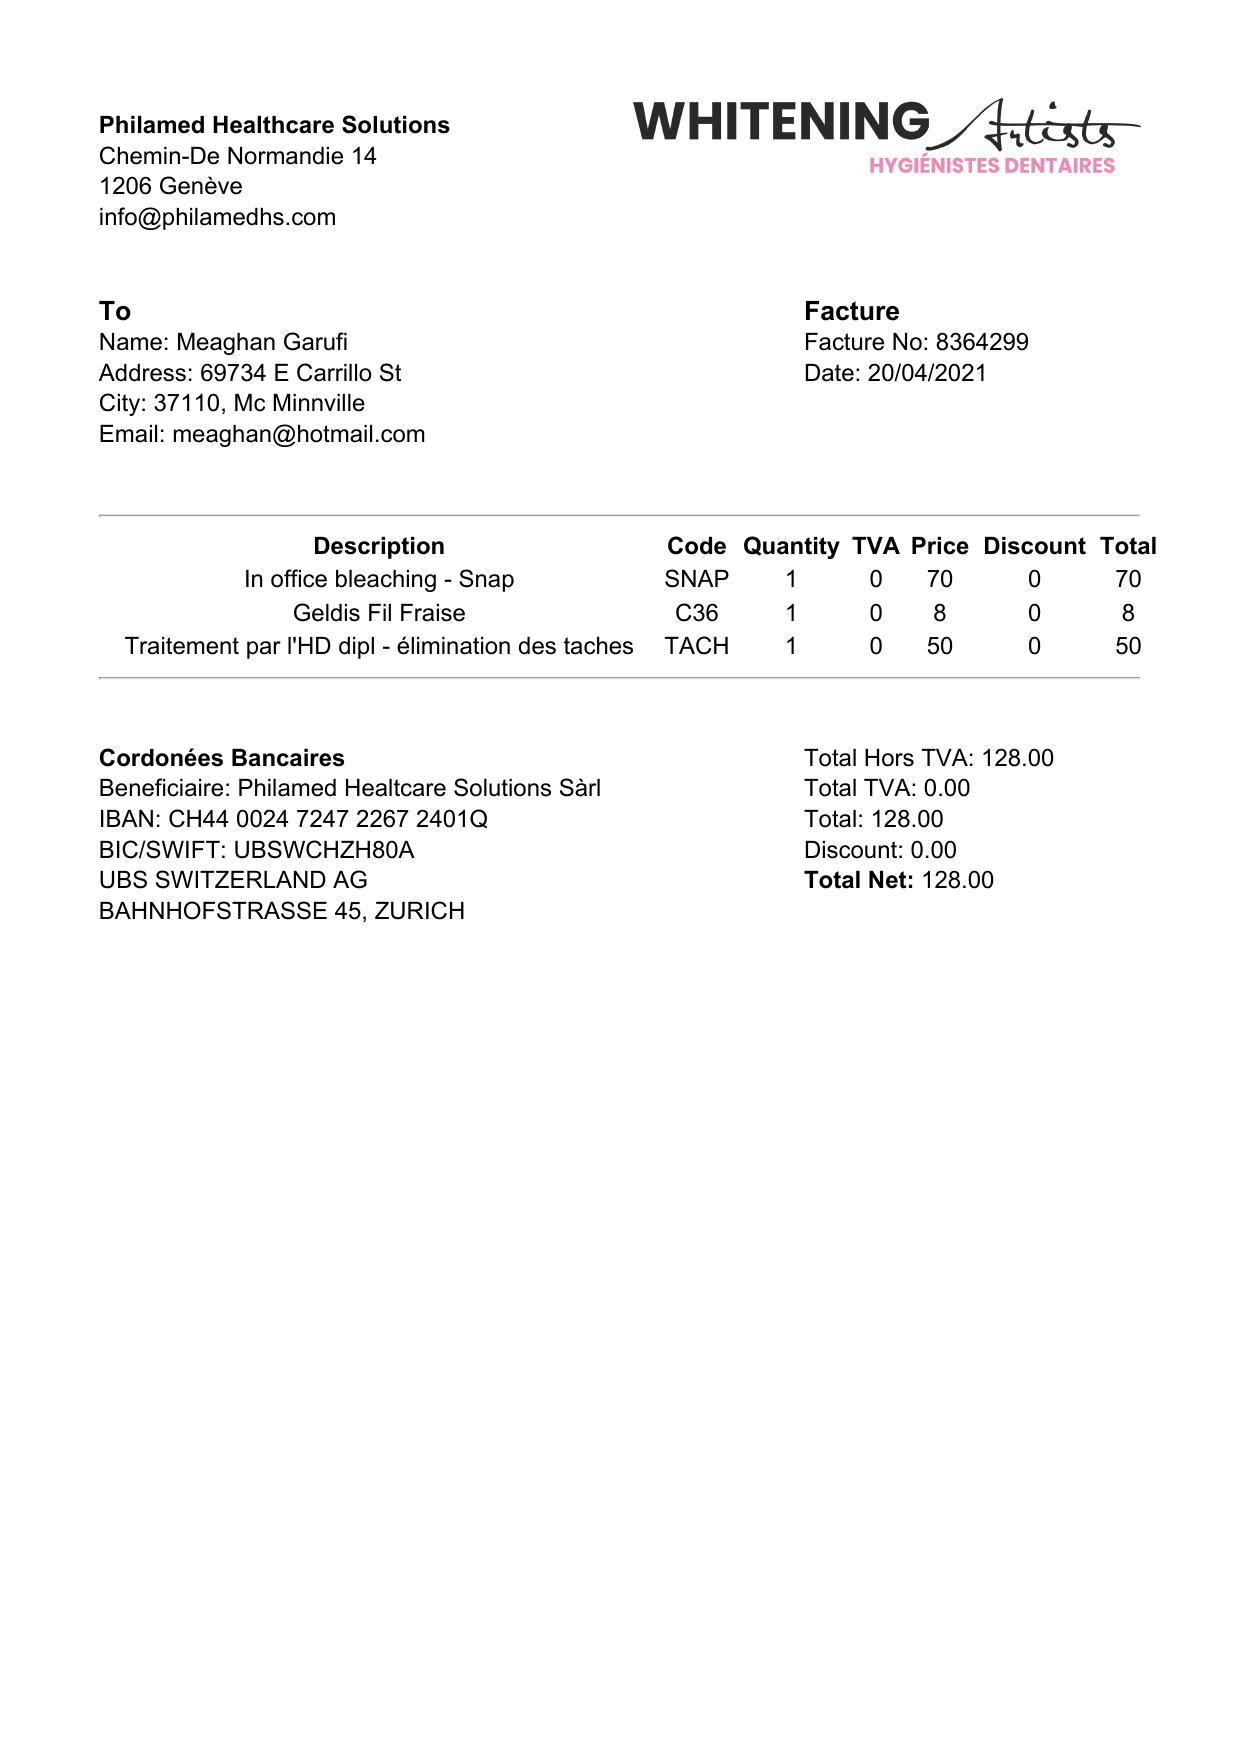 Philamed Healthcare Solutions
Chemin-De Normandie 14
1206 Genève
info@philamedhs.com
WHITENING Artists
HYGIÉNISTES DENTAIRES
To
Name: Meaghan Garufi
Address: 69734 E Carrillo St
City: 37110, Mc Minnville
Email: meaghan@hotmail.com
Facture
Facture No: 8364299
Date: 20/04/2021
Description Code Quantity TVA Price Discount Total
In office bleaching - Snap SNAP 1 0 70 0 70
Geldis Fil Fraise C36 1 0 8 0 8
Traitement par l'HD dipl - élimination des taches TACH 1 0 50 0 50
Cordonées Bancaires
Beneficiaire: Philamed Healtcare Solutions Sàrl
IBAN: CH44 0024 7247 2267 2401Q
BIC/SWIFT: UBSWCHZH80A
UBS SWITZERLAND AG
BAHNHOFSTRASSE 45, ZURICH
Total Hors TVA: 128.00
Total TVA: 0.00
Total: 128.00
Discount: 0.00
Total Net: 128.00